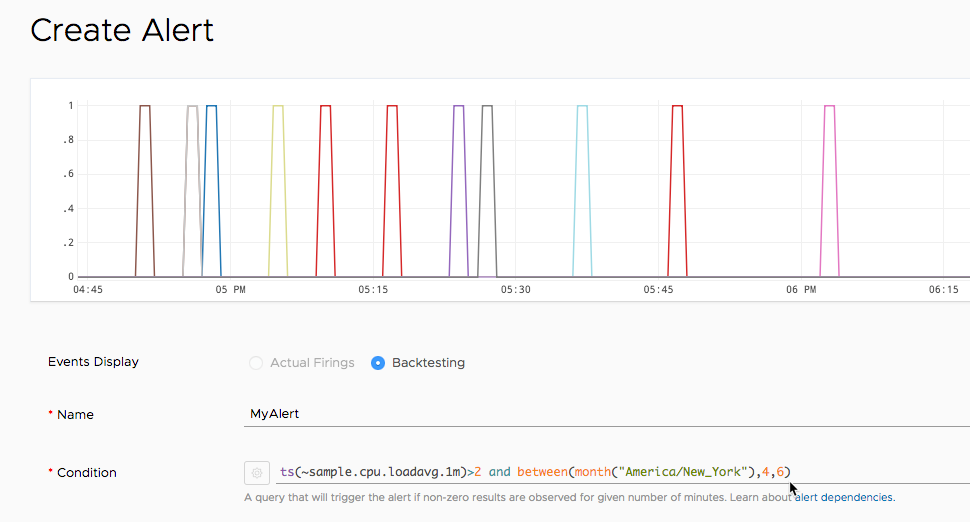 Create Alert
1
.8
.6
.4
.2
0
04:45 05 PM 05:15 05:30 05:45 06 PM 06:15
Events Display Actual Firings Backtesting
* Name MyAlert
* Condition ts(~sample.cpu.loadavg.1m)>2 and between(month("America/New_York"),4,6)
A query that will trigger the alert if non-zero results are observed for given number of minutes. Learn about alert dependencies.